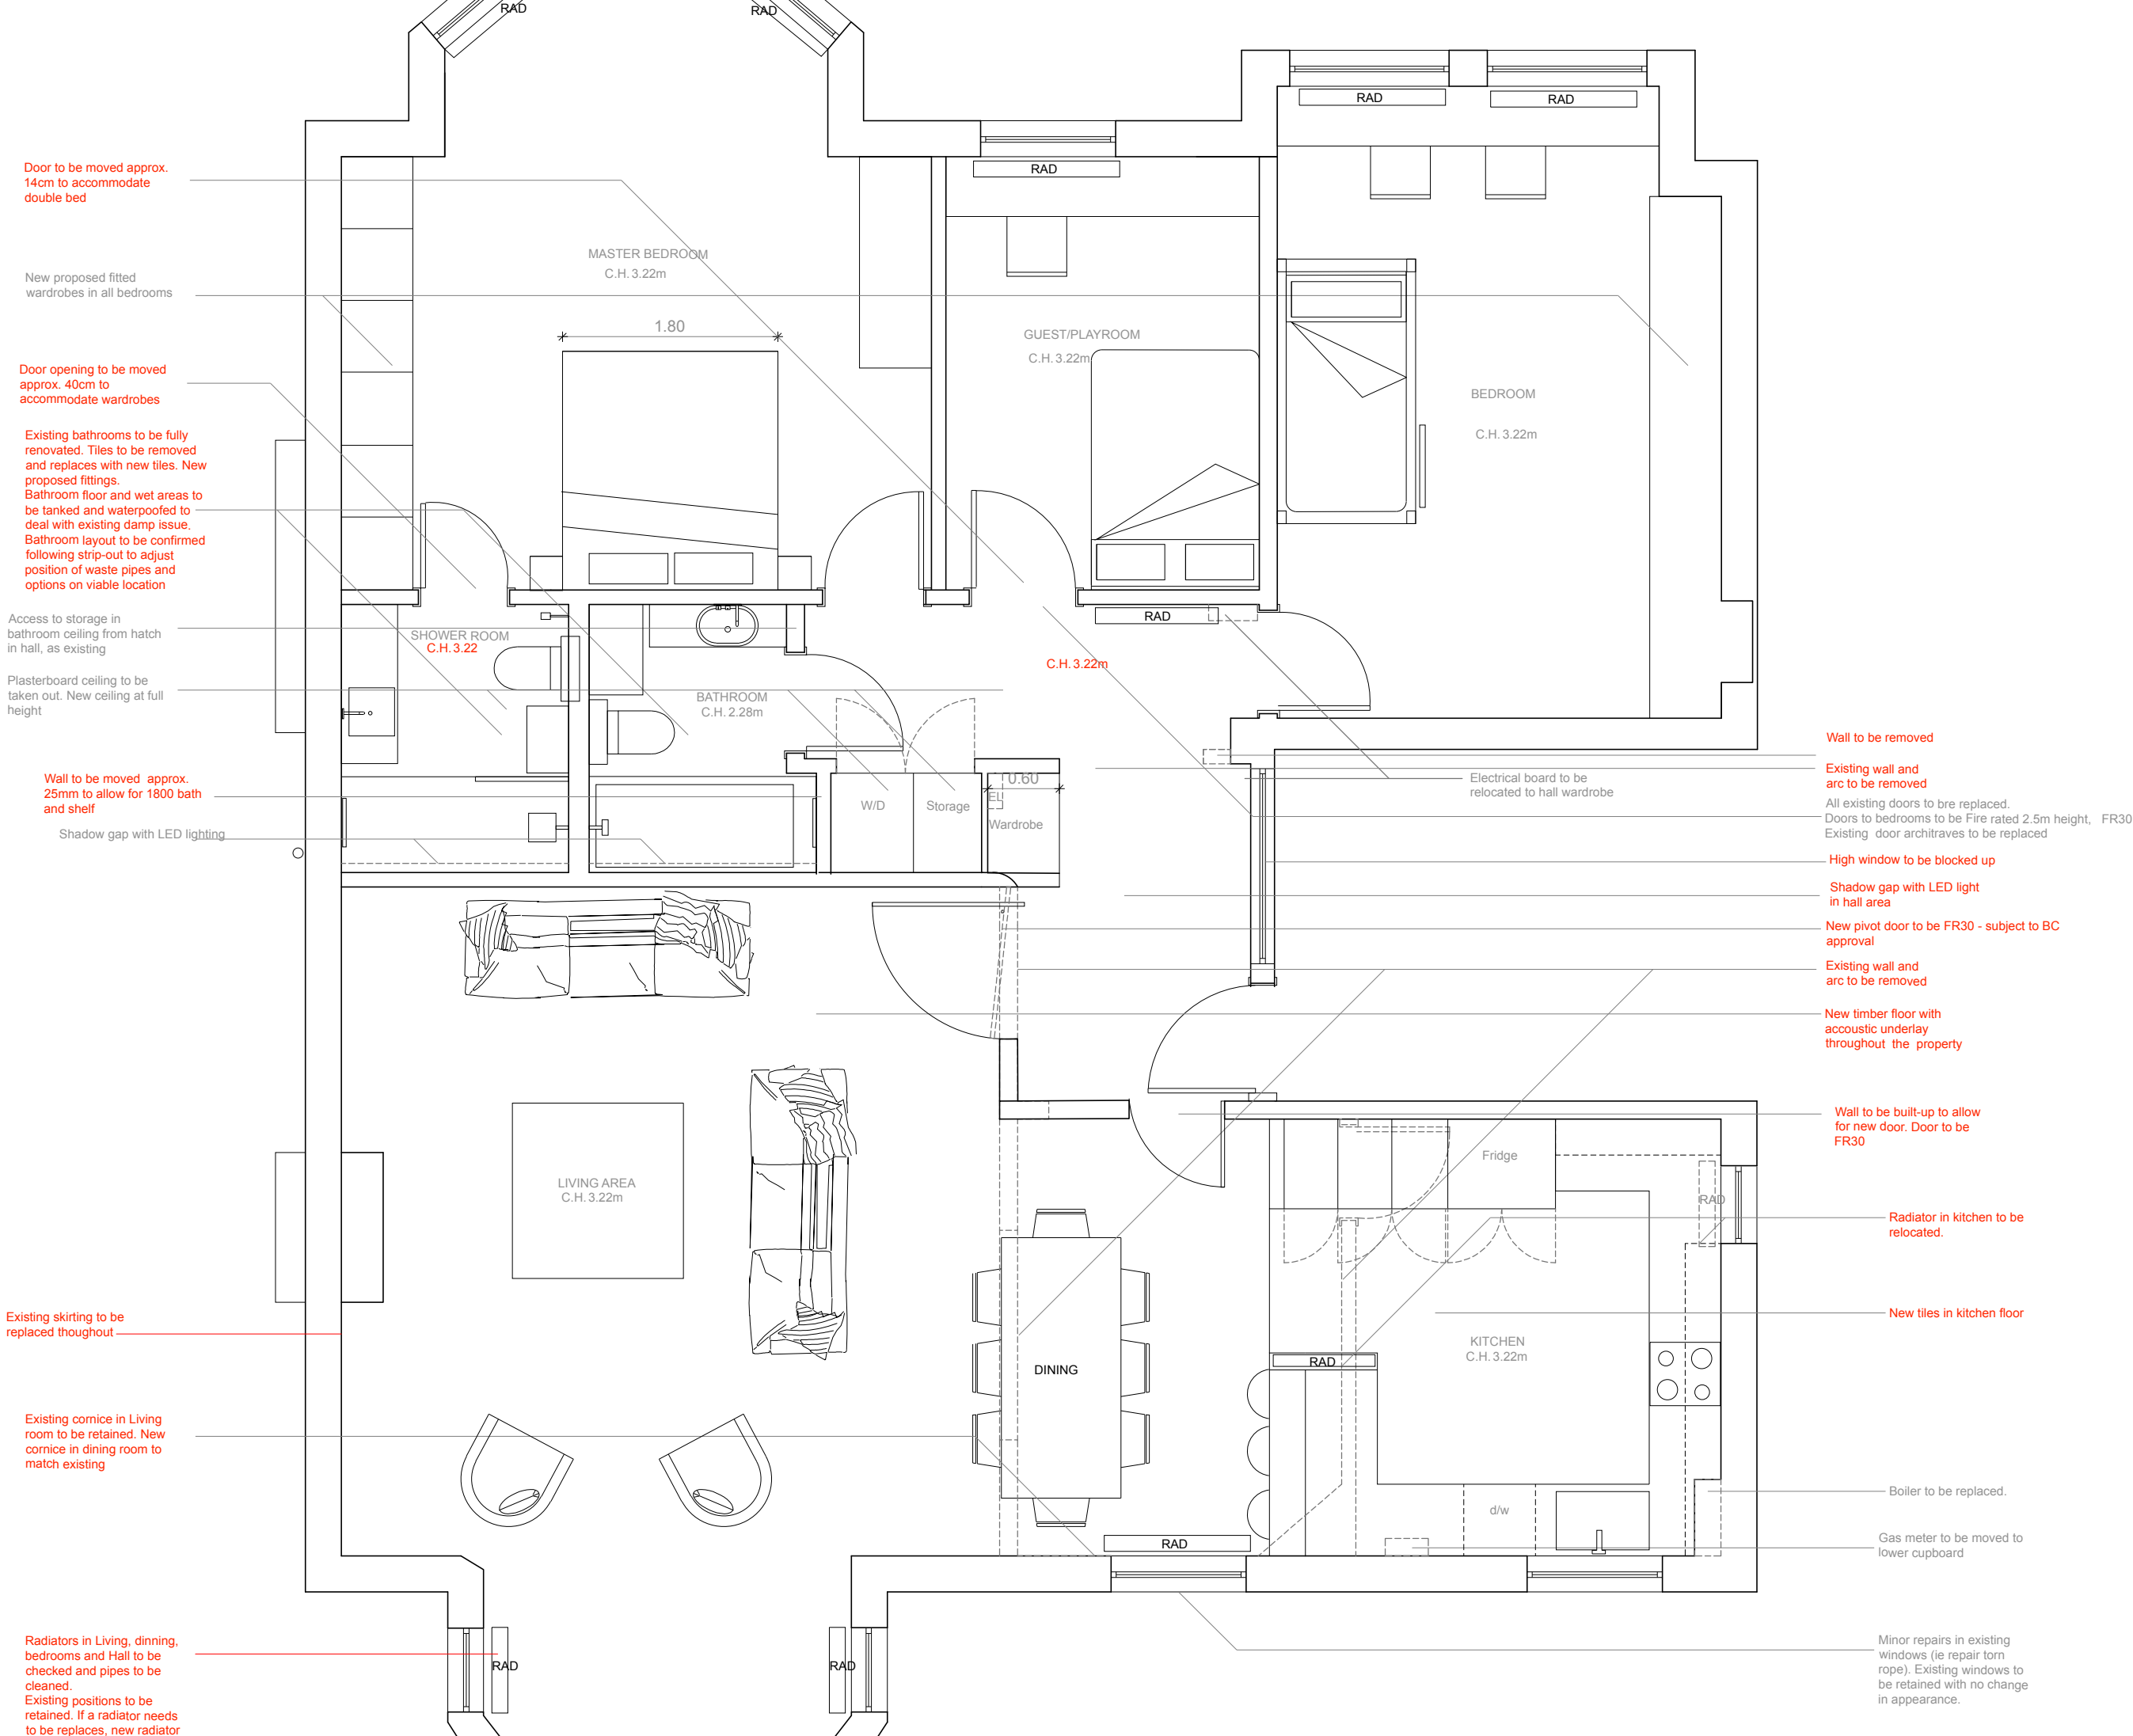 RAD
RAD
RAD
RAD
RAD
Door to be moved approx.
14cm to accommodate
double bed
New proposed fitted
wardrobes in all bedrooms
Door opening to be moved
approx. 40cm to
accommodate wardrobes
Existing bathrooms to be fully
renovated. Tiles to be removed
and replaces with new tiles. New
proposed fittings.
Bathroom floor and wet areas to
be tanked and waterpoofed to
deal with existing damp issue.
Bathroom layout to be confirmed
following strip-out to adjust
position of waste pipes and
options on viable location
Access to storage in
bathroom ceiling from hatch
in hall, as existing
Plasterboard ceiling to be
taken out. New ceiling at full
height
Wall to be moved approx.
25mm to allow for 1800 bath
and shelf
Shadow gap with LED lighting
Existing skirting to be
replaced thoughout
Existing cornice in Living
room to be retained. New
cornice in dining room to
match existing
Radiators in Living, dinning,
bedrooms and Hall to be
checked and pipes to be
cleaned.
Existing positions to be
retained. If a radiator needs
to be replaces, new radiator
MASTER BEDROOM
C.H. 3.22m
1.80
GUEST/PLAYROOM
C.H. 3.22m
BEDROOM
C.H. 3.22m
SHOWER ROOM
C.H. 3.22
BATHROOM
C.H. 2.28m
RAD
C.H. 3.22m
W/D
Storage
0.60
EL
Wardrobe
LIVING AREA
C.H. 3.22m
DINING
Fridge
RAD
KITCHEN
C.H. 3.22m
RAD
d/w
RAD
RAD
RAD
Wall to be removed
Existing wall and
arc to be removed
Electrical board to be
relocated to hall wardrobe
All existing doors to bre replaced.
Doors to bedrooms to be Fire rated 2.5m height, FR30
Existing door architraves to be replaced
High window to be blocked up
Shadow gap with LED light
in hall area
New pivot door to be FR30 - subject to BC
approval
Existing wall and
arc to be removed
New timber floor with
accoustic underlay
throughout the property
Wall to be built-up to allow
for new door. Door to be
FR30
Radiator in kitchen to be
relocated.
New tiles in kitchen floor
Boiler to be replaced.
Gas meter to be moved to
lower cupboard
Minor repairs in existing
windows (ie repair torn
rope). Existing windows to
be retained with no change
in appearance.